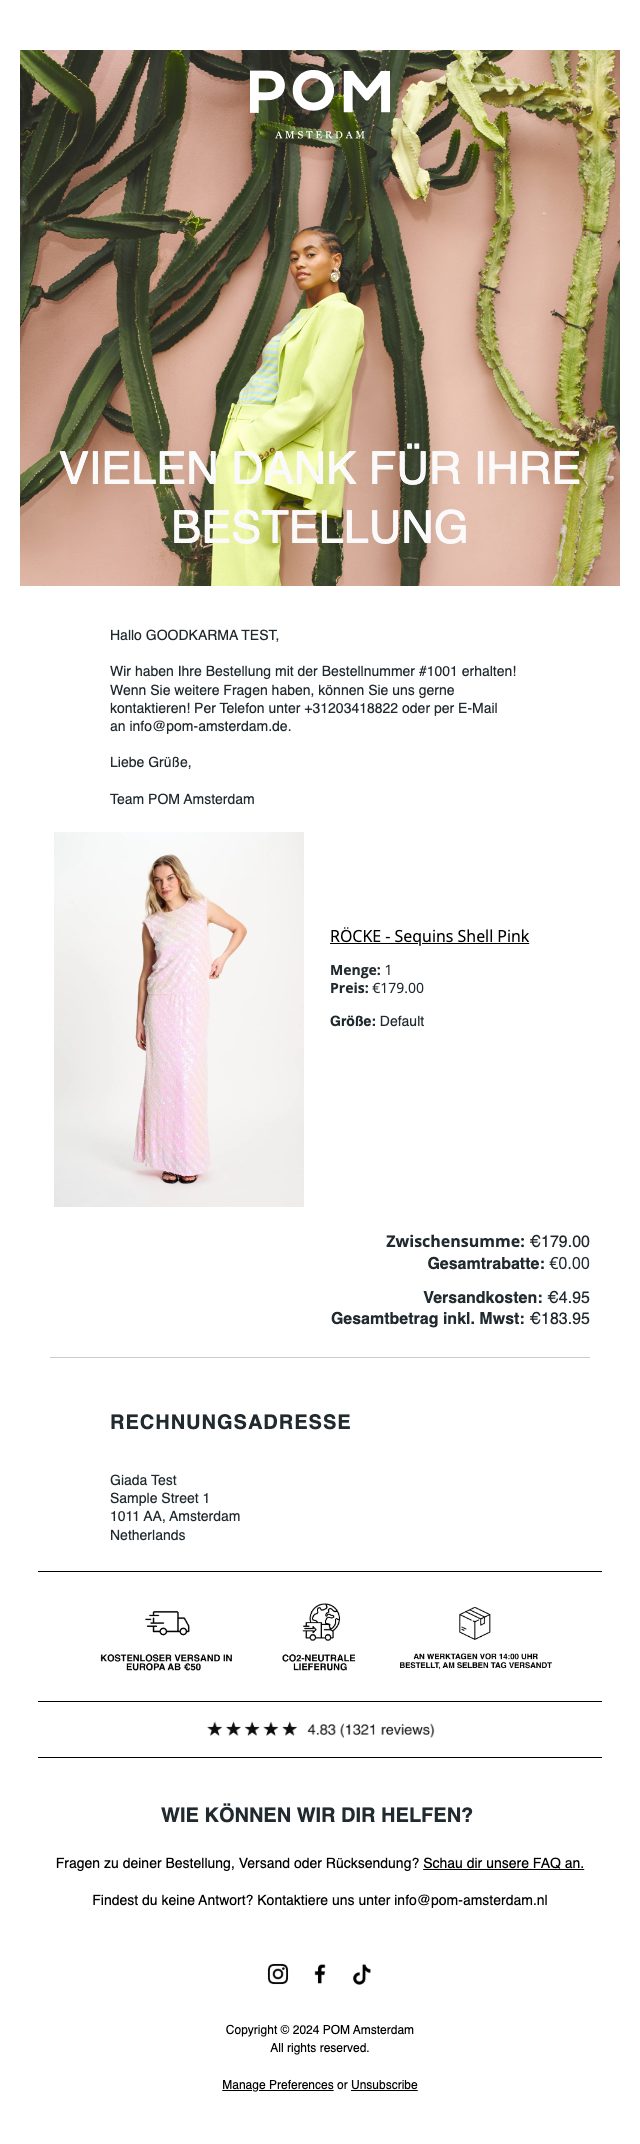 POM
AMSTERDAM
VIELEN DANK FÜR IHRE
BESTELLUNG
Hallo GOODKARMA TEST,
Wir haben Ihre Bestellung mit der Bestellnummer #1001 erhalten!
Wenn Sie weitere Fragen haben, können Sie uns gerne
kontaktieren! Per Telefon unter +31203418822 oder per E-Mail
an info@pom-amsterdam.de.
Liebe Grüße,
Team POM Amsterdam
RÖCKE - Sequins Shell Pink
Menge: 1
Preis: €179.00
Größe: Default
Zwischensumme: €179.00
Gesamtrabatte: €0.00
Versandkosten: €4.95
Gesamtbetrag inkl. Mwst: €183.95
RECHNUNGSADRESSE
Giada Test
Sample Street 1
1011 AA, Amsterdam
Netherlands
KOSTENLOSER VERSAND IN
EUROPA AB €50
CO2-NEUTRALE
LIEFERUNG
AN WERKTAGEN VOR 14:00 UHR
BESTELLT, AM SELBEN TAG VERSANDT
★★★★★ 4.83 (1321 reviews)
WIE KÖNNEN WIR DIR HELFEN?
Fragen zu deiner Bestellung, Versand oder Rücksendung? Schau dir unsere FAQ an.
Findest du keine Antwort? Kontaktiere uns unter info@pom-amsterdam.nl
Copyright © 2024 POM Amsterdam
All rights reserved.
Manage Preferences or Unsubscribe